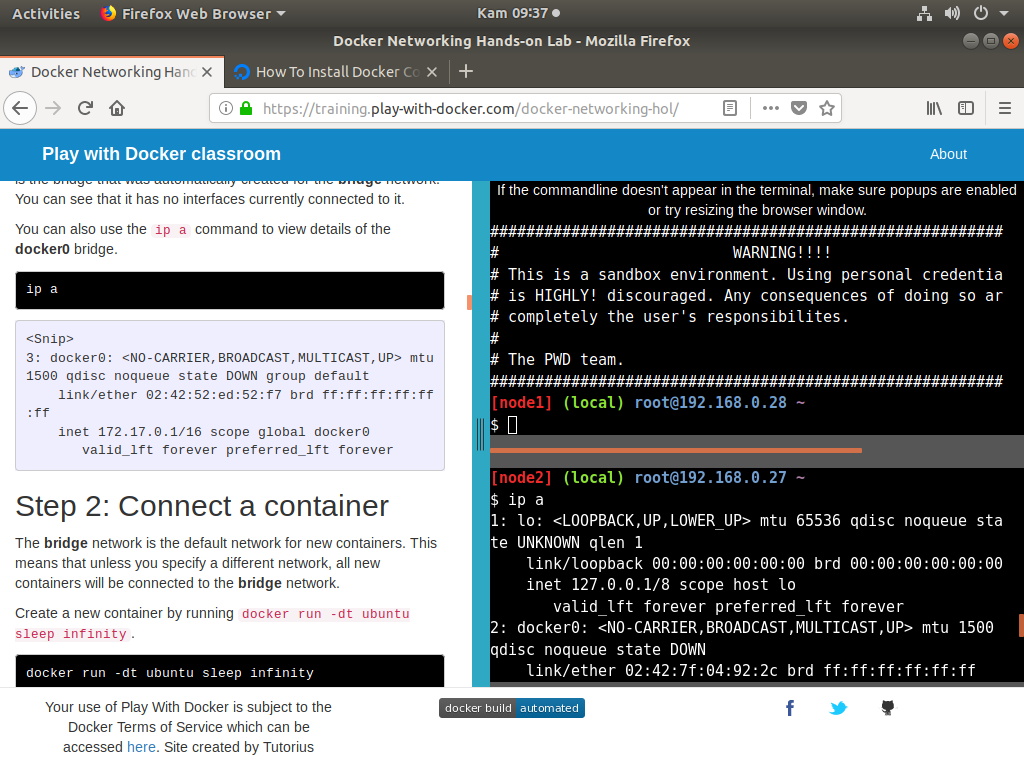 Activities
Firefox Web Browser
Kam 09:37
Docker Networking Hands-on Lab - Mozilla Firefox
Docker Networking Han
How To Install Docker Co
https://training.play-with-docker.com/docker-networking-hol/
Play with Docker classroom
About
is the bridge that was automatically created for the bridge network.
You can see that it has no interfaces currently connected to it.
You can also use the ip a command to view details of the
docker0 bridge.
ip a
<Snip>
3: docker0: <NO-CARRIER,BROADCAST,MULTICAST,UP> mtu
1500 qdisc noqueue state DOWN group default
link/ether 02:42:52:ed:52:f7 brd ff:ff:ff:ff:ff
:ff
inet 172.17.0.1/16 scope global docker0
valid_lft forever preferred_lft forever
Step 2: Connect a container
The bridge network is the default network for new containers. This
means that unless you specify a different network, all new
containers will be connected to the bridge network.
Create a new container by running docker run -dt ubuntu
sleep infinity.
docker run -dt ubuntu sleep infinity
If the commandline doesn't appear in the terminal, make sure popups are enabled
or try resizing the browser window.
#########################################################
# WARNING!!!!
# This is a sandbox environment. Using personal credentia
# is HIGHLY! discouraged. Any consequences of doing so ar
# completely the user's responsibilites.
#
# The PWD team.
#########################################################
[node1] (local) root@192.168.0.28 ~
$
[node2] (local) root@192.168.0.27 ~
$ ip a
1: lo: <LOOPBACK,UP,LOWER_UP> mtu 65536 qdisc noqueue sta
te UNKNOWN qlen 1
link/loopback 00:00:00:00:00:00 brd 00:00:00:00:00:00
inet 127.0.0.1/8 scope host lo
valid_lft forever preferred_lft forever
2: docker0: <NO-CARRIER,BROADCAST,MULTICAST,UP> mtu 1500
qdisc noqueue state DOWN
link/ether 02:42:7f:04:92:2c brd ff:ff:ff:ff:ff:ff
Your use of Play With Docker is subject to the
Docker Terms of Service which can be
accessed here. Site created by Tutorius
docker build automated